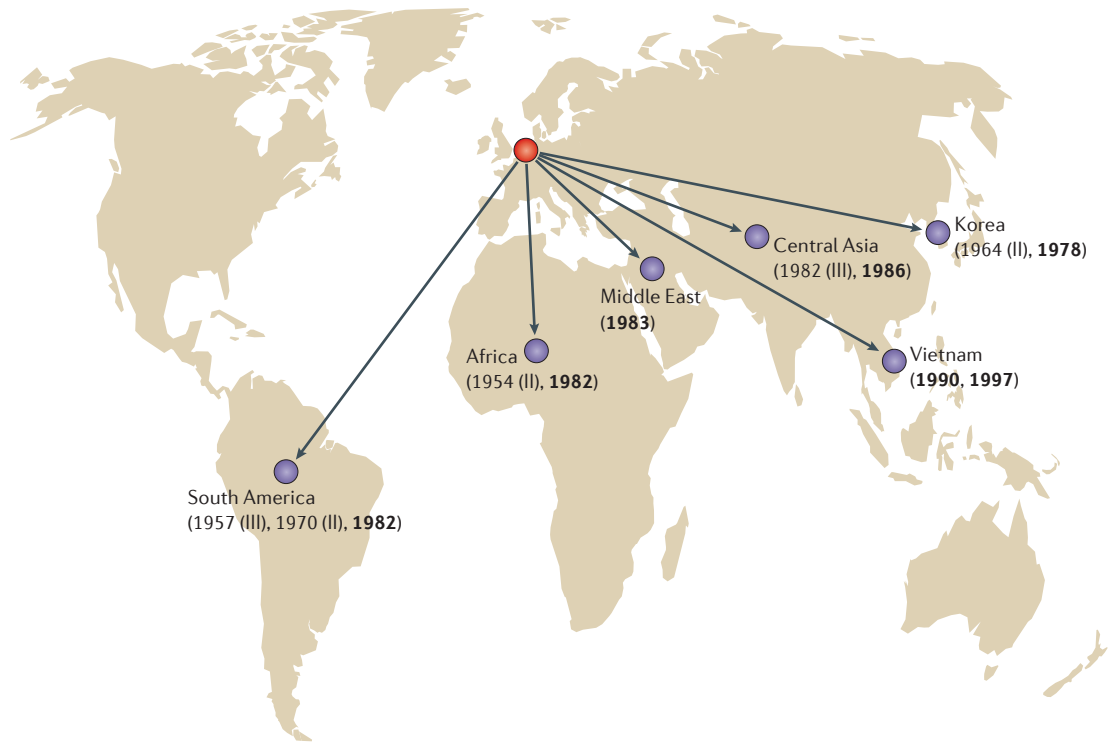 Korea
(1964 (II), 1978)
Central Asia
(1982 (III), 1986)
Middle East
(1983)
Africa
(1954 (II), 1982)
Vietnam
(1990, 1997)
South America
(1957 (III), 1970 (II), 1982)